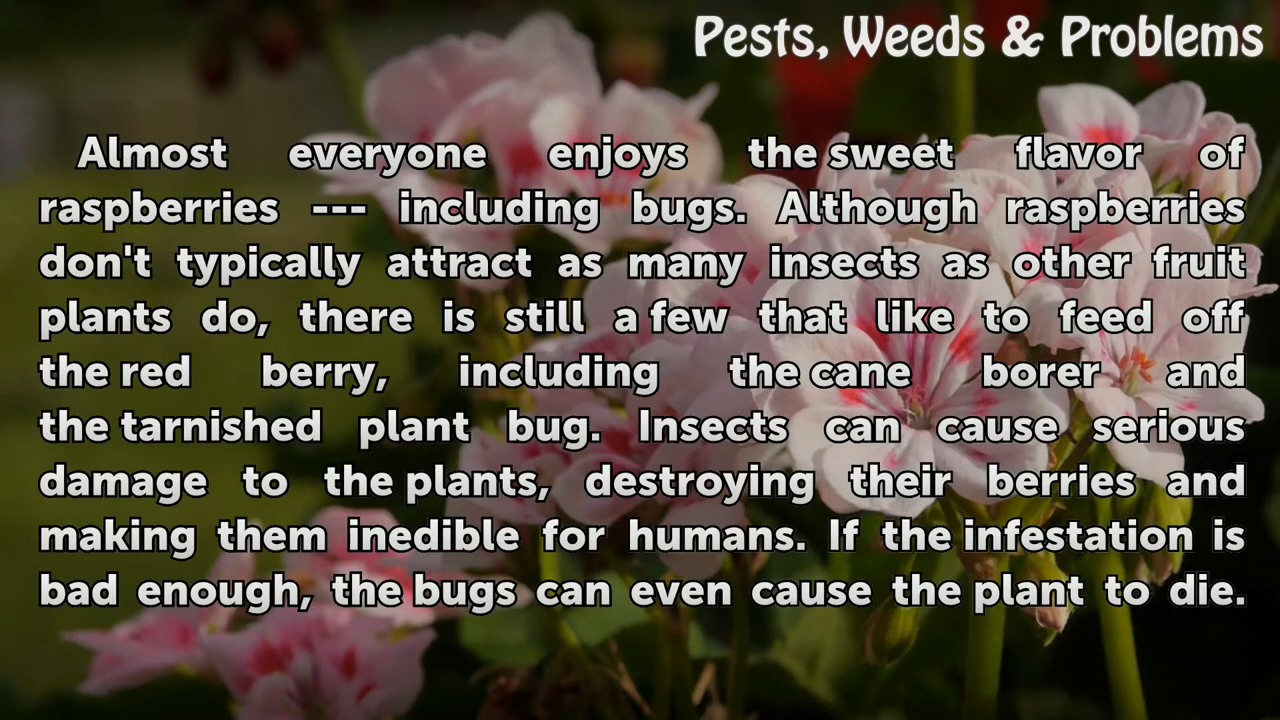 Pests, Weeds & Problems
Almost everyone enjoys the sweet flavor of
raspberries --- including bugs. Although raspberries
don't typically attract as many insects as other fruit
plants do, there is still a few that like to feed off
the red berry, including the cane borer and
the tarnished plant bug. Insects can cause serious
damage to the plants, destroying their berries and
making them inedible for humans. If the infestation is
bad enough, the bugs can even cause the plant to die.